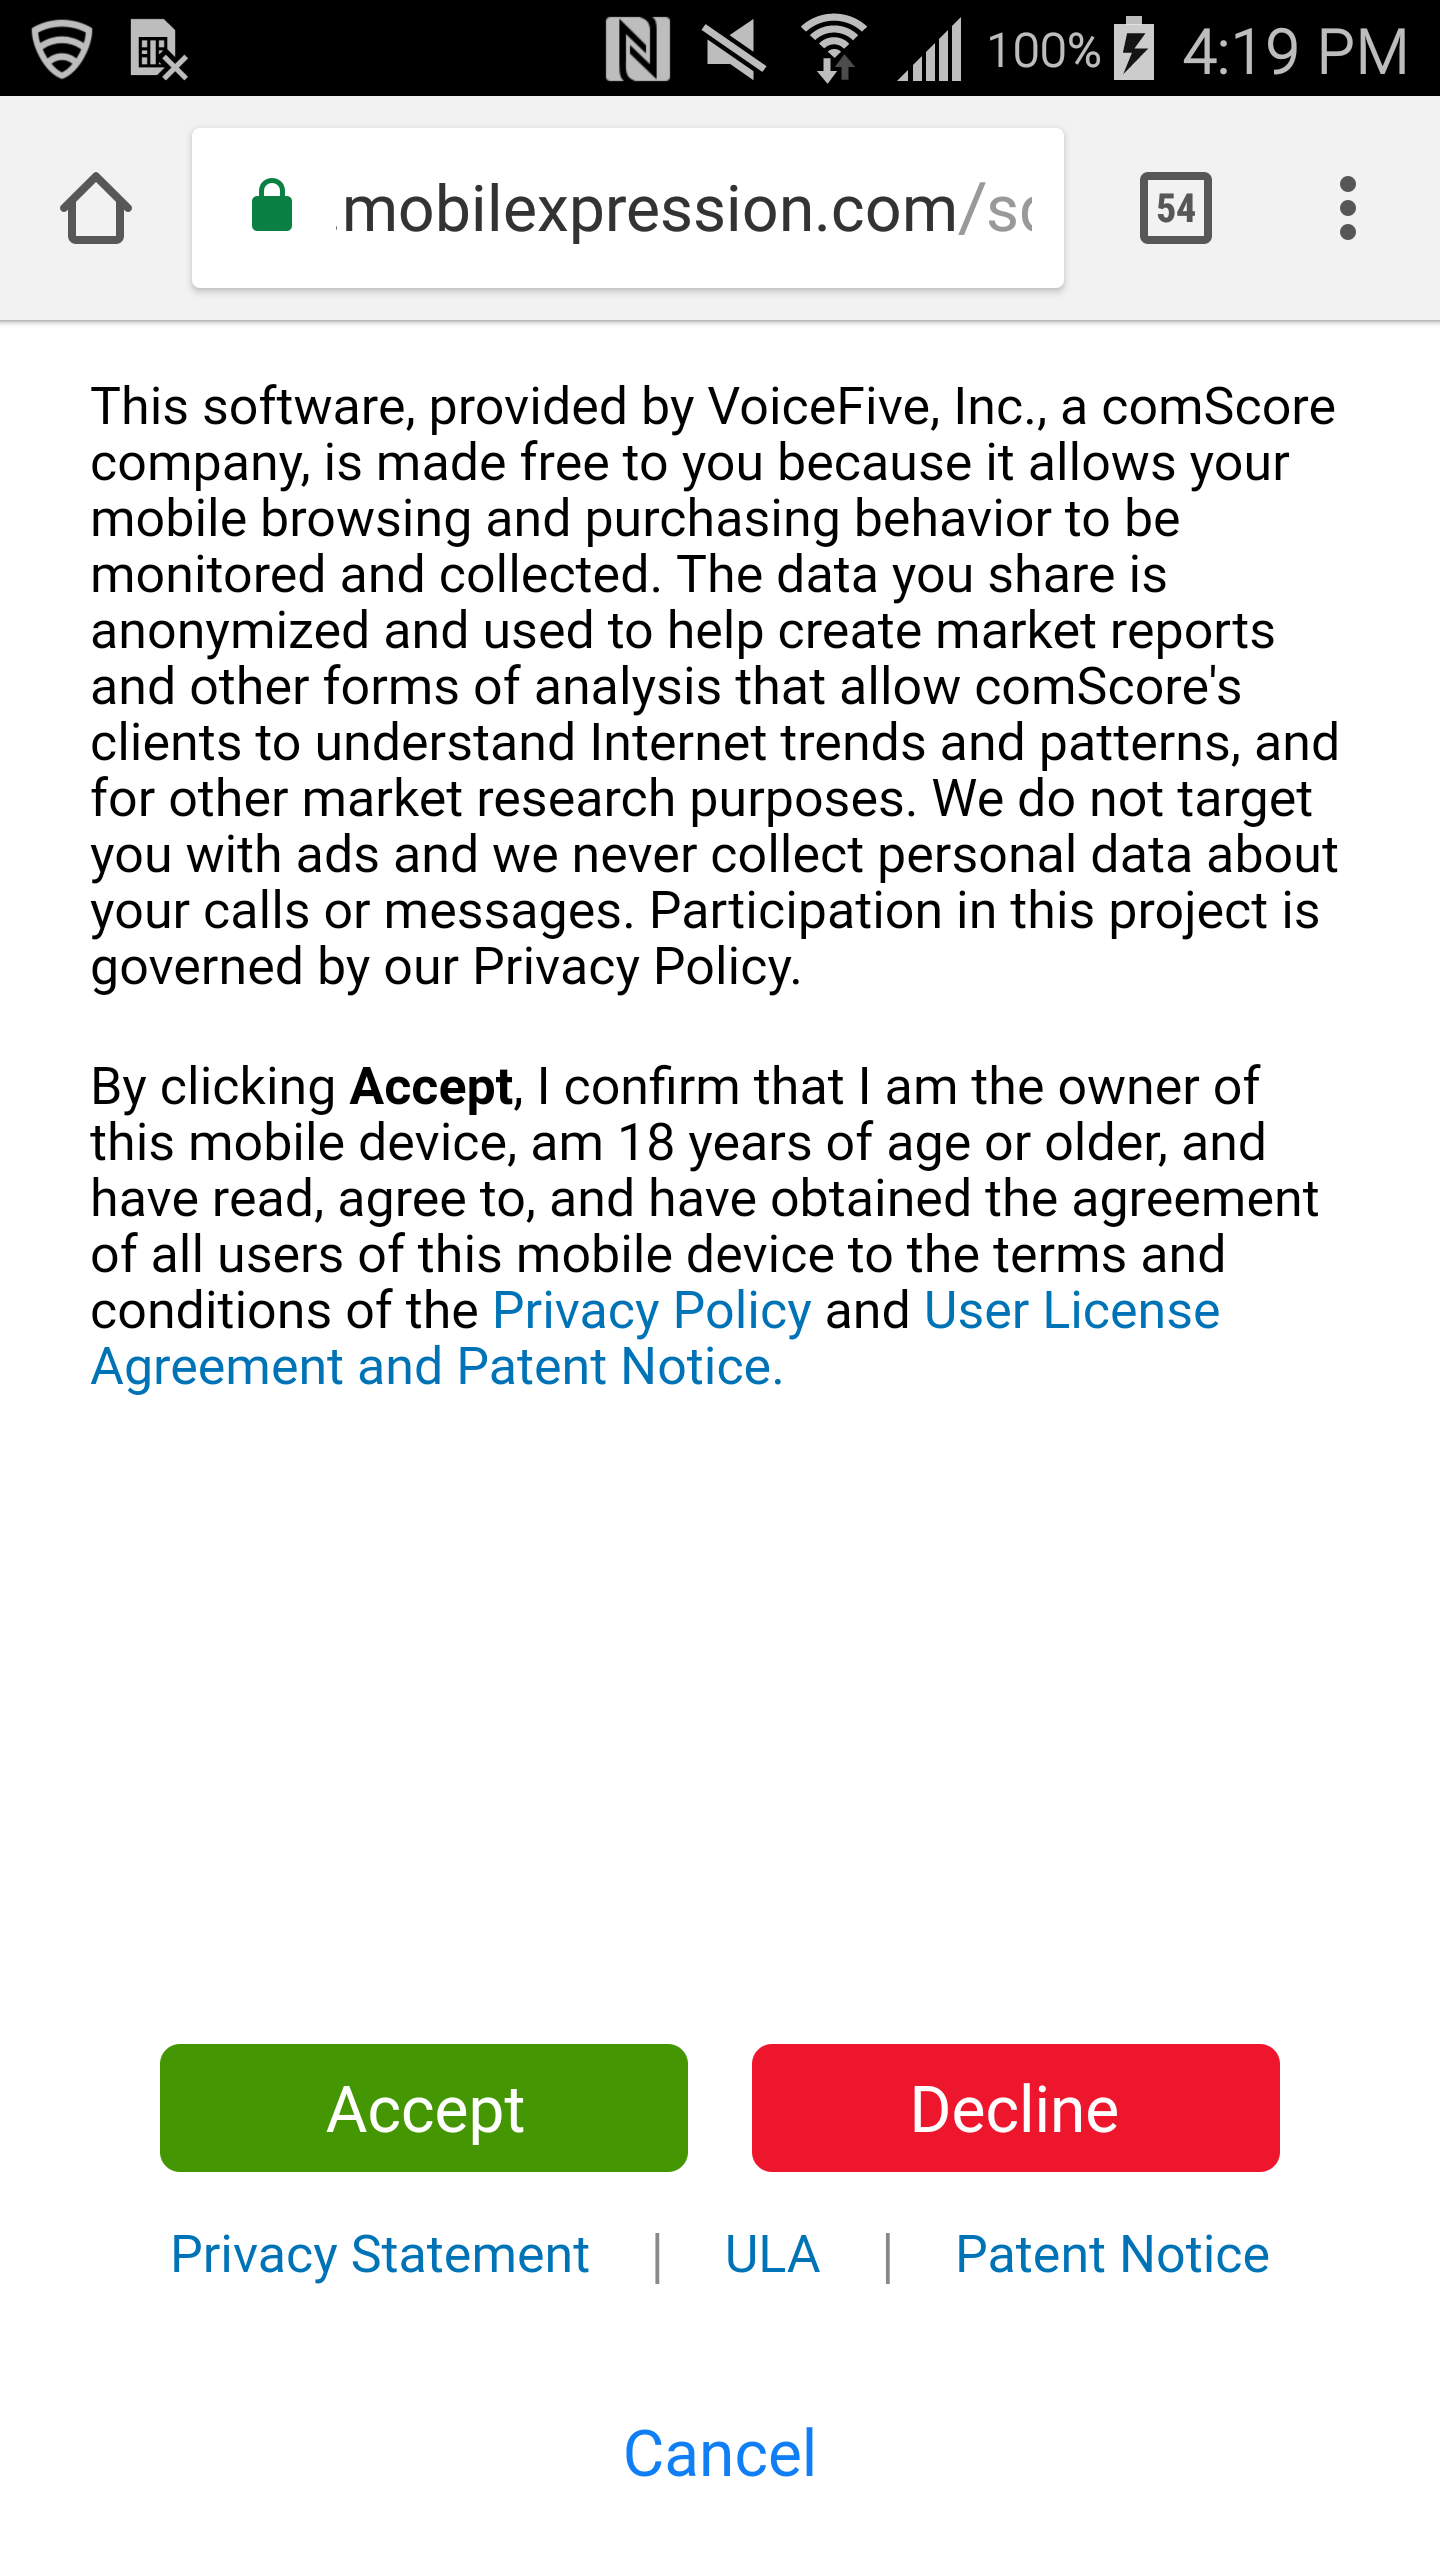 100% 4:19 PM
.mobilexpression.com/sc
54
This software, provided by VoiceFive, Inc., a comScore
company, is made free to you because it allows your
mobile browsing and purchasing behavior to be
monitored and collected. The data you share is
anonymized and used to help create market reports
and other forms of analysis that allow comScore's
clients to understand Internet trends and patterns, and
for other market research purposes. We do not target
you with ads and we never collect personal data about
your calls or messages. Participation in this project is
governed by our Privacy Policy.
By clicking Accept, I confirm that I am the owner of
this mobile device, am 18 years of age or older, and
have read, agree to, and have obtained the agreement
of all users of this mobile device to the terms and
conditions of the Privacy Policy and User License
Agreement and Patent Notice.
Accept Decline
Privacy Statement | ULA | Patent Notice
Cancel